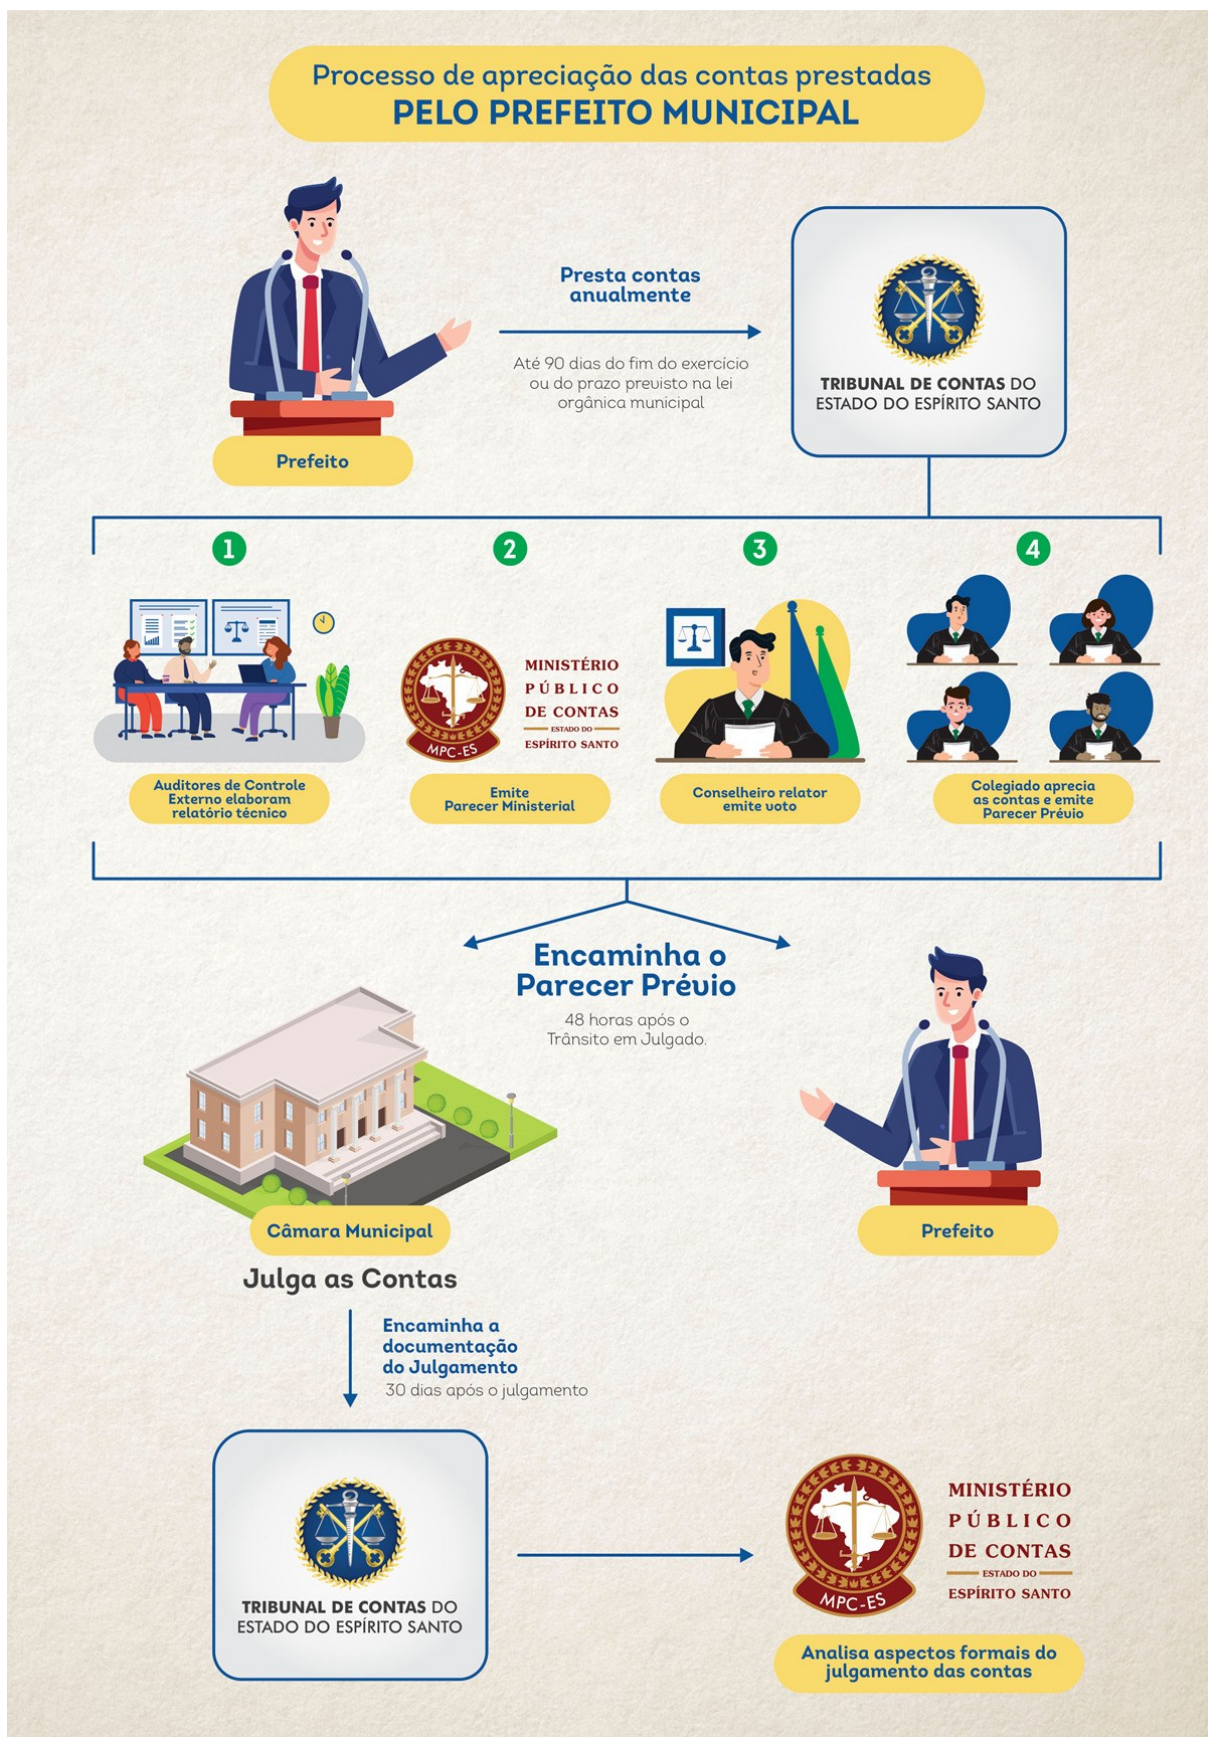 Processo de apreciação das contas prestadas
PELO PREFEITO MUNICIPAL
Presta contas
anualmente
Até 90 dias do fim do exercício
ou do prazo previsto na lei
orgânica municipal
TRIBUNAL DE CONTAS DO
ESTADO DO ESPÍRITO SANTO
Prefeito
1
2
3
4
MINISTÉRIO
PÚBLICO
DE CONTAS
ESTADO DO
ESPÍRITO SANTO
MPC-ES
Auditores de Controle
Externo elaboram
relatório técnico
Emite
Parecer Ministerial
Conselheiro relator
emite voto
Colegiado aprecia
as contas e emite
Parecer Prévio
Encaminha o
Parecer Prévio
48 horas após o
Trânsito em Julgado.
Câmara Municipal
Prefeito
Julga as Contas
Encaminha a
documentação
do Julgamento
30 dias após o julgamento
TRIBUNAL DE CONTAS DO
ESTADO DO ESPÍRITO SANTO
MINISTÉRIO
PÚBLICO
DE CONTAS
ESTADO DO
ESPÍRITO SANTO
MPC-ES
Analisa aspectos formais do
julgamento das contas